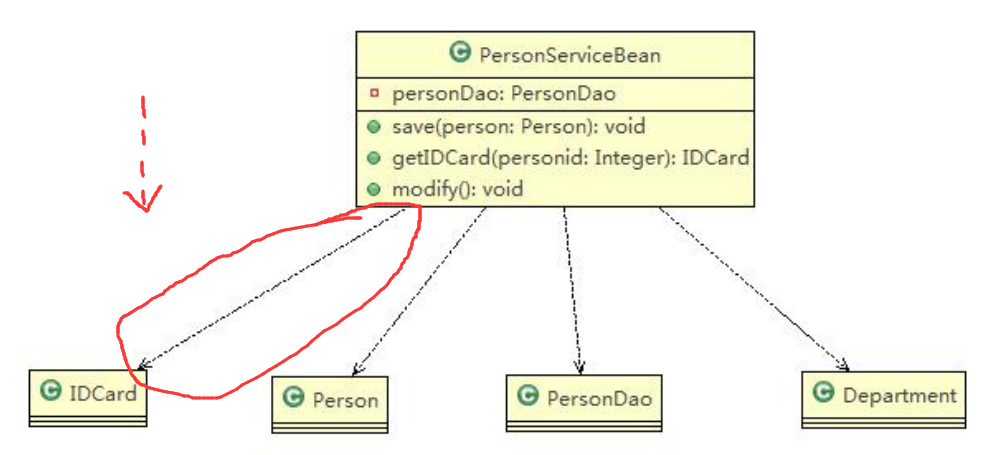 C PersonServiceBean
personDao: PersonDao
save(person: Person): void
getIDCard(personid: Integer): IDCard
modify(): void
C IDCard
C Person
C PersonDao
C Department